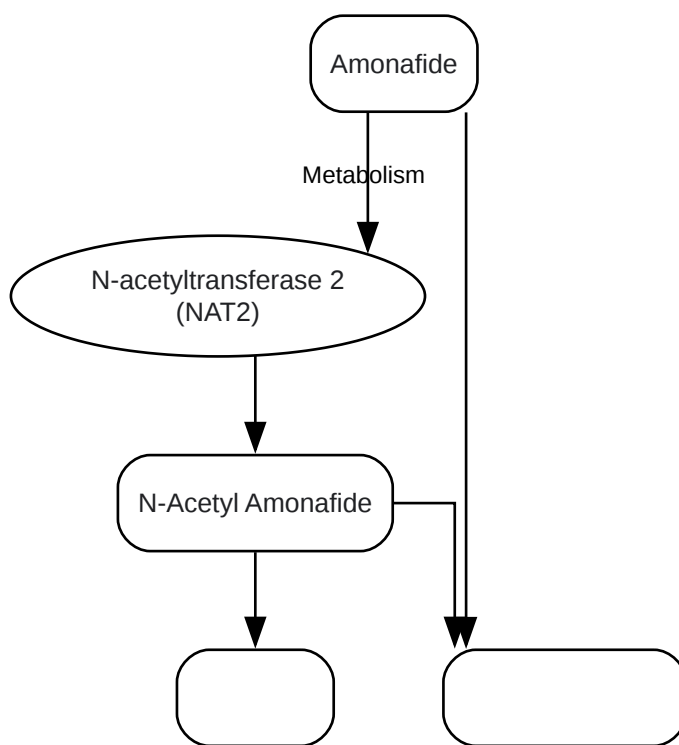 Amonafide
Metabolism
N-acetyltransferase 2
(NAT2)
N-Acetyl Amonafide